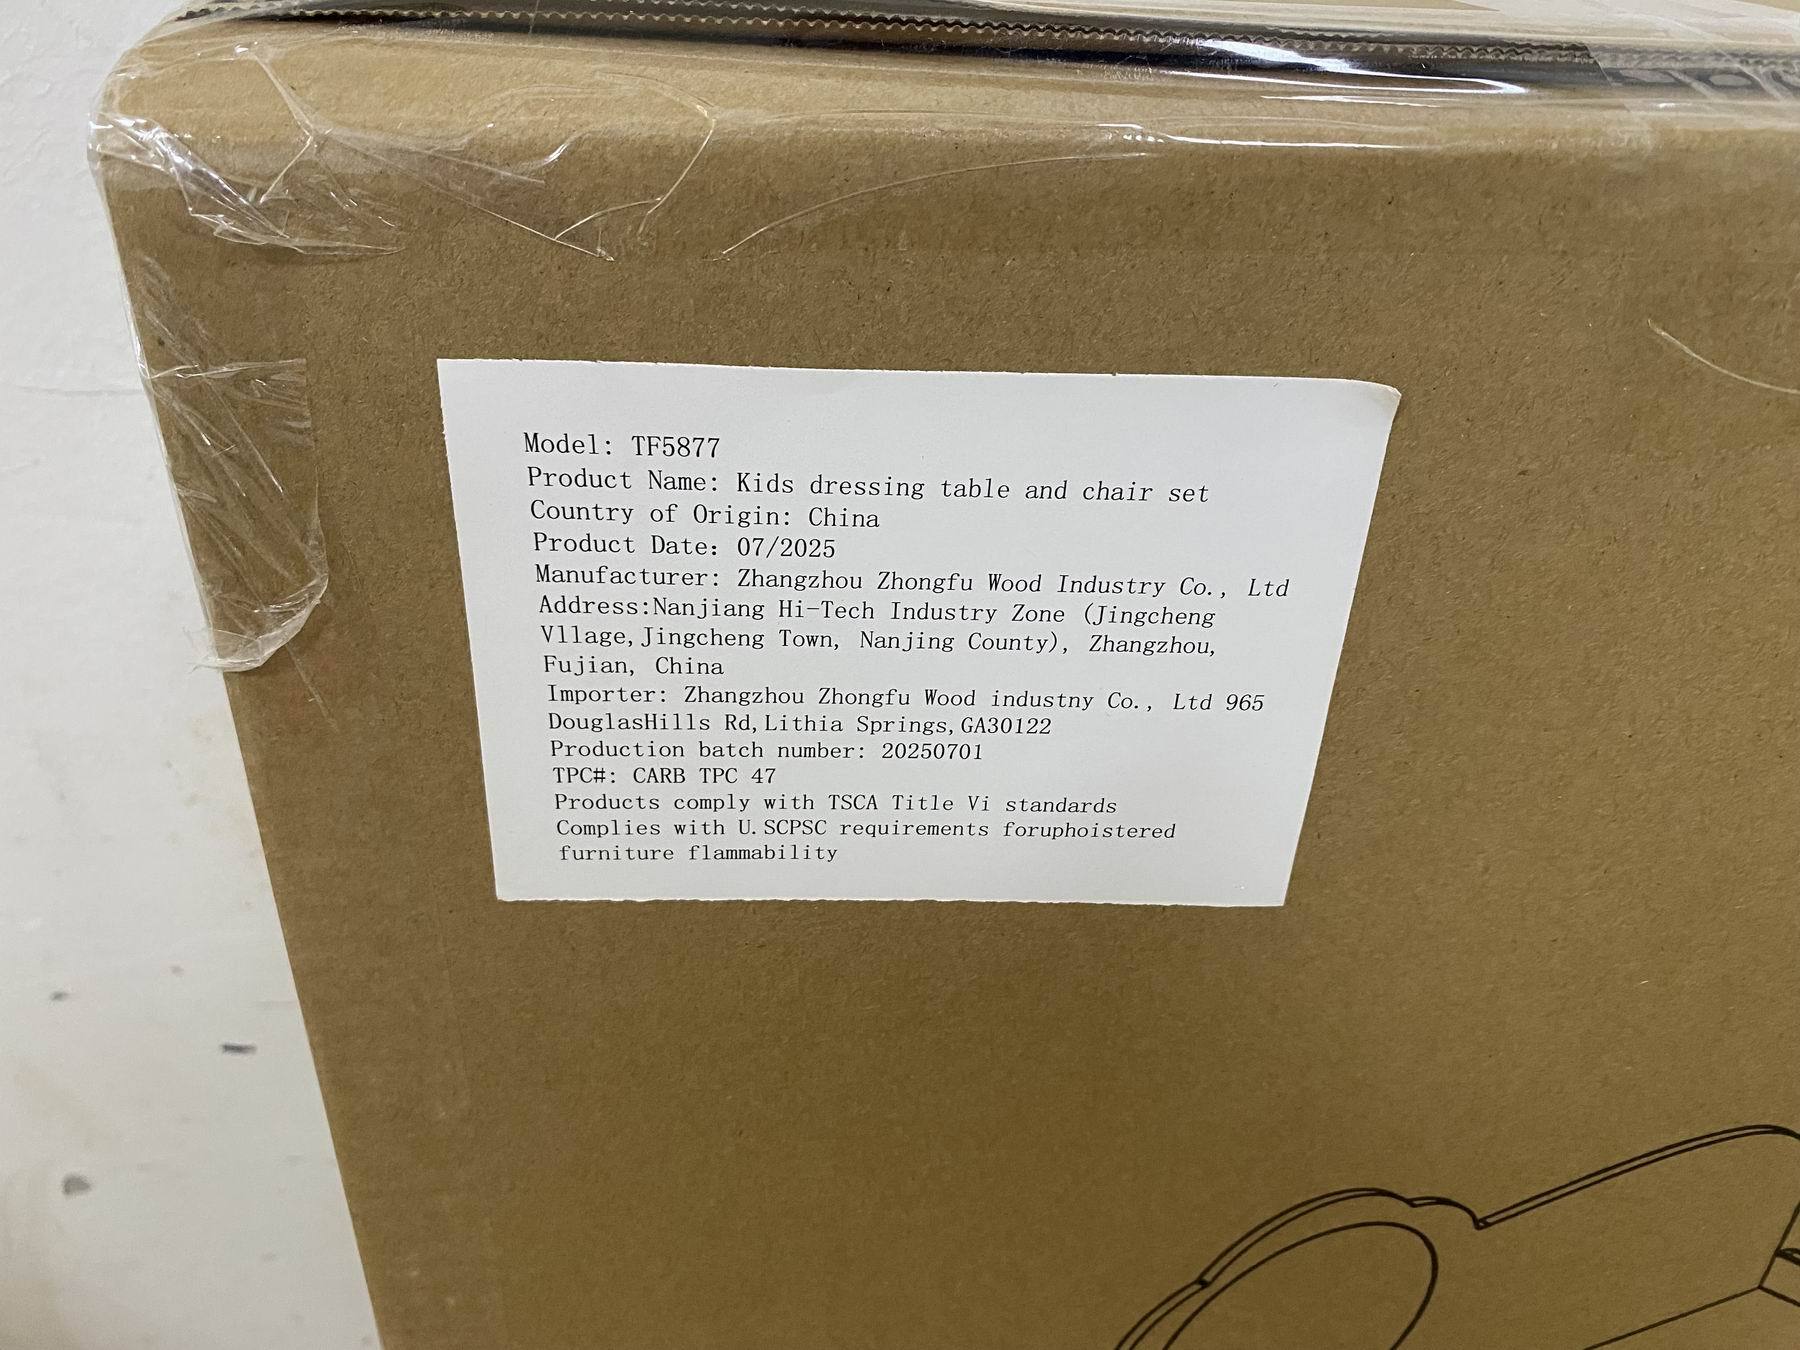 Model: TF5877
Product Name: Kids dressing table and chair set
Country of Origin: China
Product Date: 07/2025
Manufacturer: Zhangzhou Zhongfu Wood Industry Co., Ltd
Address:Nanjiang Hi-Tech Industry Zone (Jingcheng
Vllage,Jingcheng Town, Nanjing County), Zhangzhou,
Fujian, China
Importer: Zhangzhou Zhongfu Wood industny Co., Ltd 965
DouglasHills Rd,Lithia Springs,GA30122
Production batch number: 20250701
TPC#: CARB TPC 47
Products comply with TSCA Title Vi standards
Complies with U.SCPSC requirements foruphoistered
furniture flammability